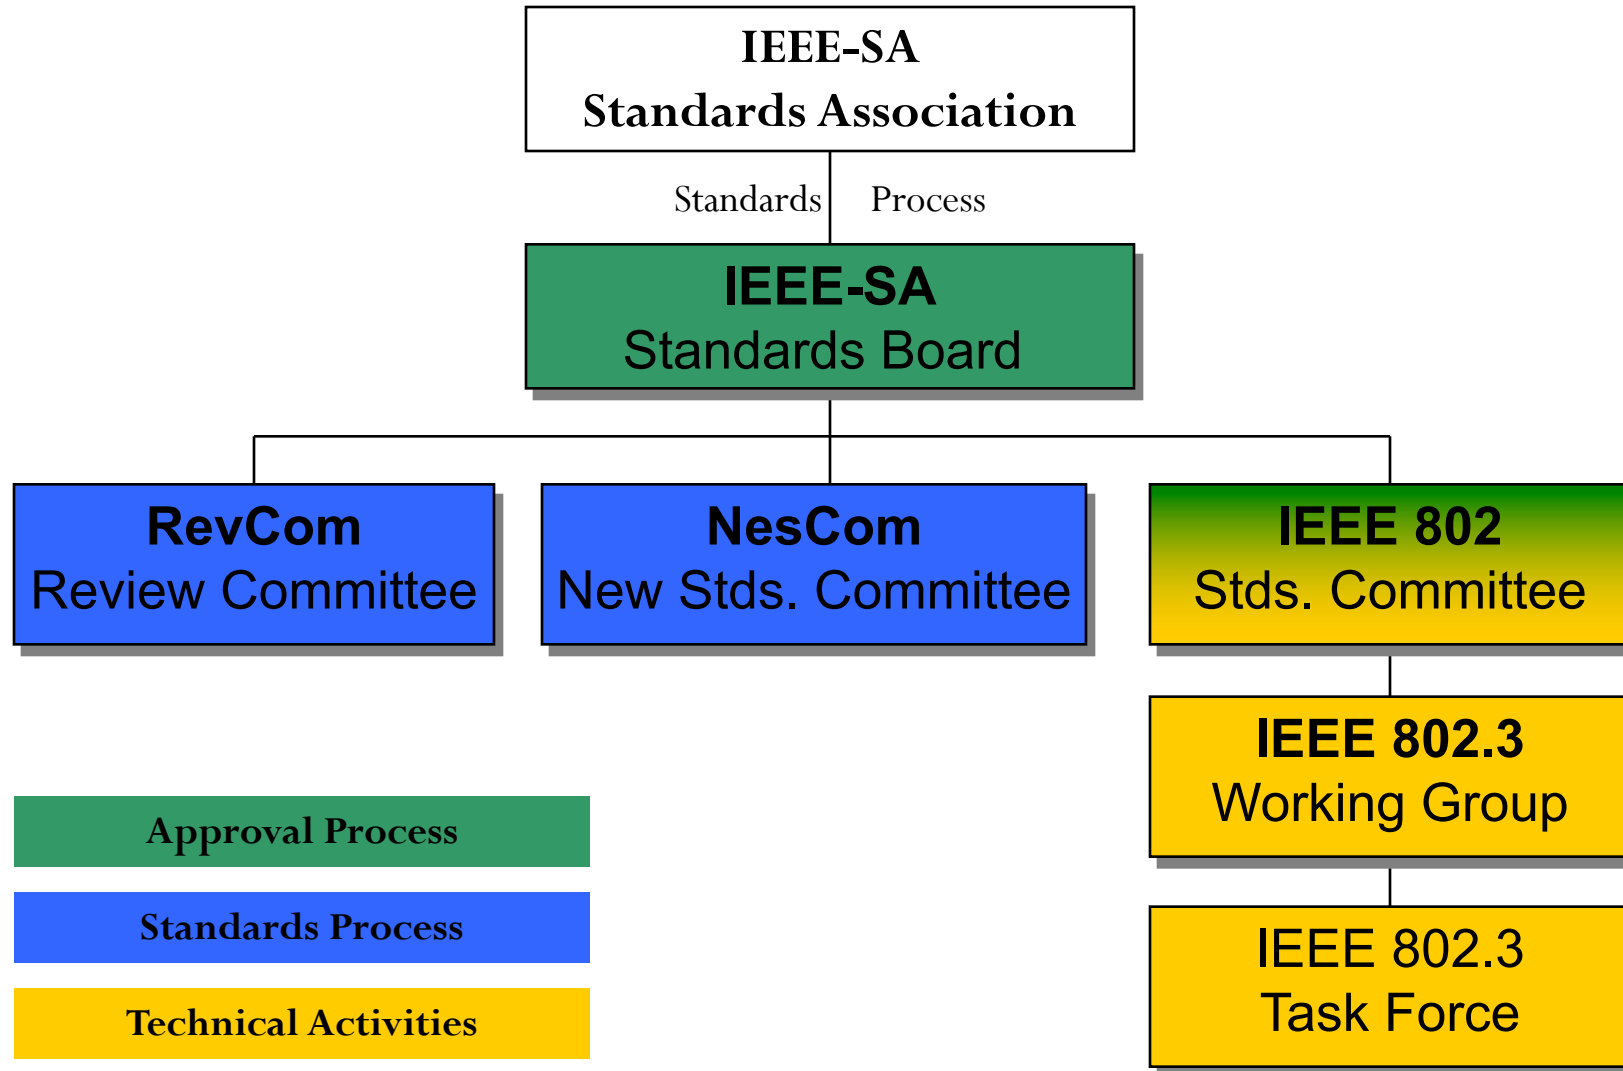 IEEE-SA
Standards Association
Standards Process
IEEE-SA
Standards Board
RevCom
Review Committee
NesCom
New Stds. Committee
IEEE 802
Stds. Committee
IEEE 802.3
Working Group
IEEE 802.3
Task Force
Approval Process
Standards Process
Technical Activities